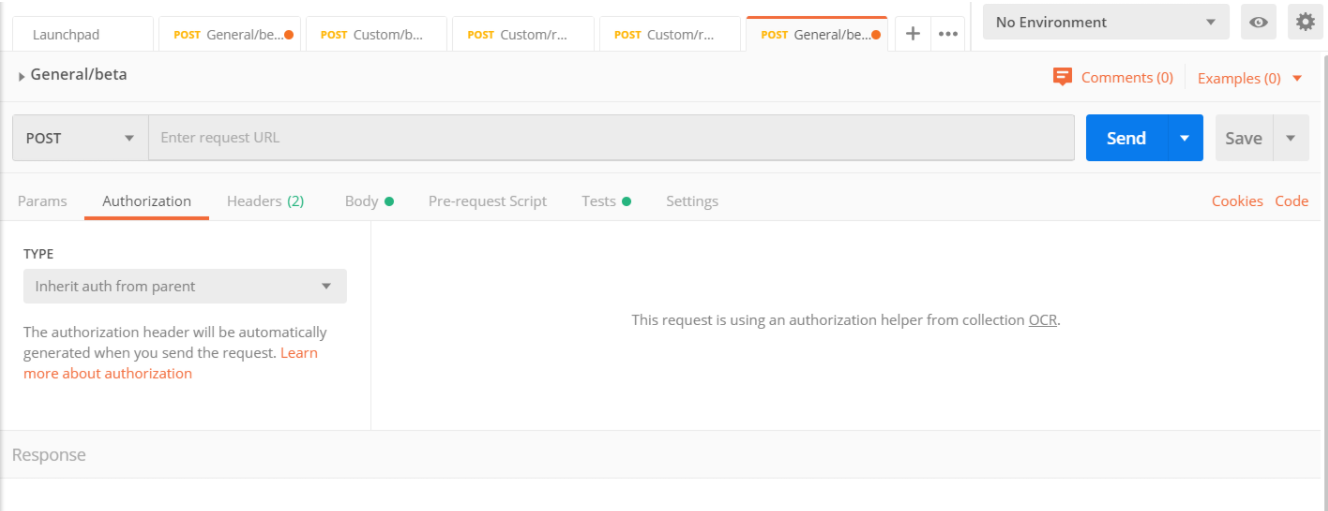 Launchpad
POST General/be...
POST Custom/b...
POST Custom/r...
POST Custom/r...
POST General/be...
No Environment
General/beta
Comments (0)
Examples (0)
POST
Enter request URL
Send
Save
Params
Authorization
Headers (2)
Body
Pre-request Script
Tests
Settings
Cookies
Code
TYPE
Inherit auth from parent
The authorization header will be automatically
generated when you send the request. Learn
more about authorization
This request is using an authorization helper from collection OCR.
Response